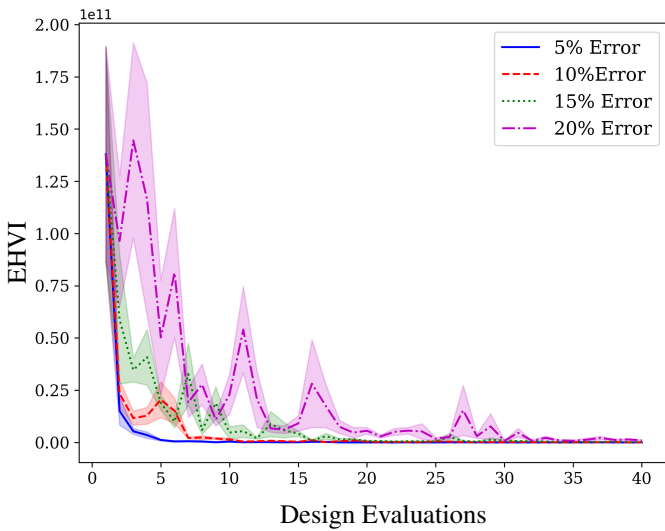 1e11
2.00
1.75
1.50
1.25
1.00
0.75
0.50
0.25
0.00
EHVI
5% Error
10%Error
15% Error
20% Error
0 5 10 15 20 25 30 35 40
Design Evaluations